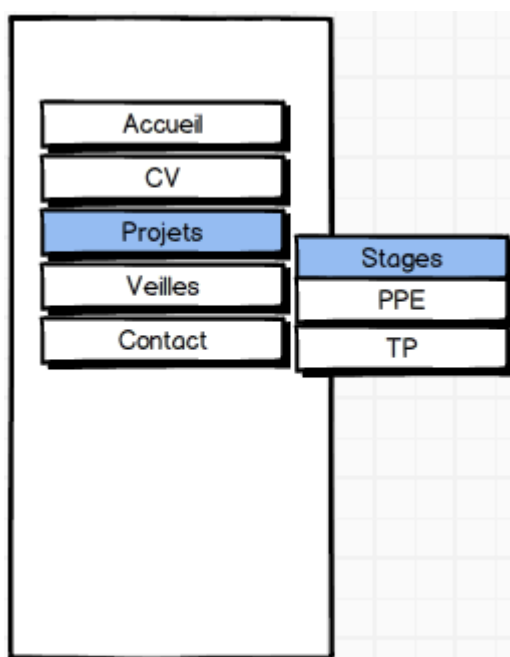 Accueil
CV
Projets
Veilles
Contact
Stages
PPE
TP